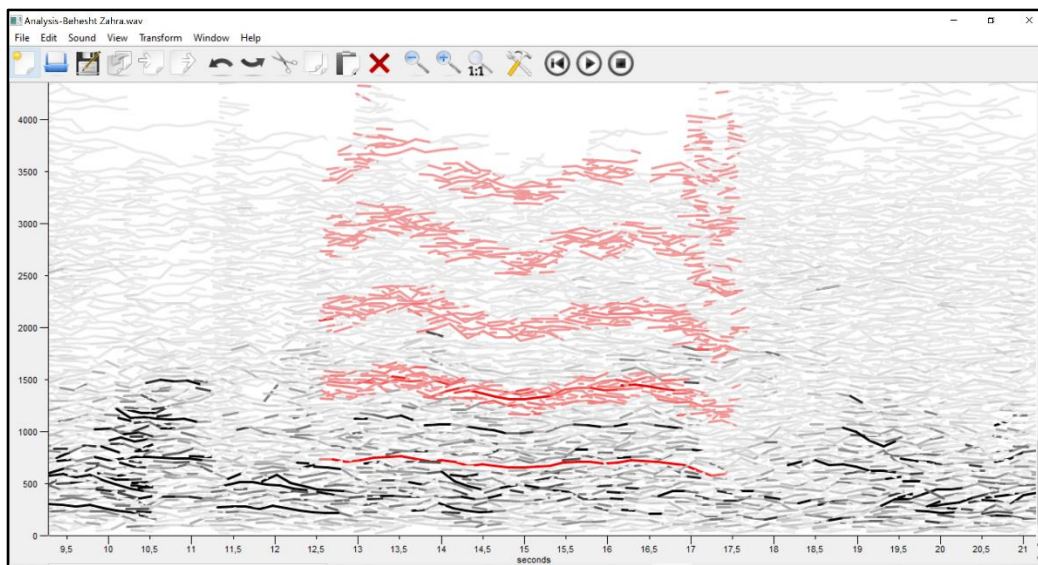 Analysis-Behesht Zahra.wav
File Edit Sound View Transform Window Help
1:1
4000
3500
3000
2500
2000
1500
1000
500
0
9,5 10 10,5 11 11,5 12 12,5 13 13,5 14 14,5 15 15,5 16 16,5 17 17,5 18 18,5 19 19,5 20 20,5 21
seconds